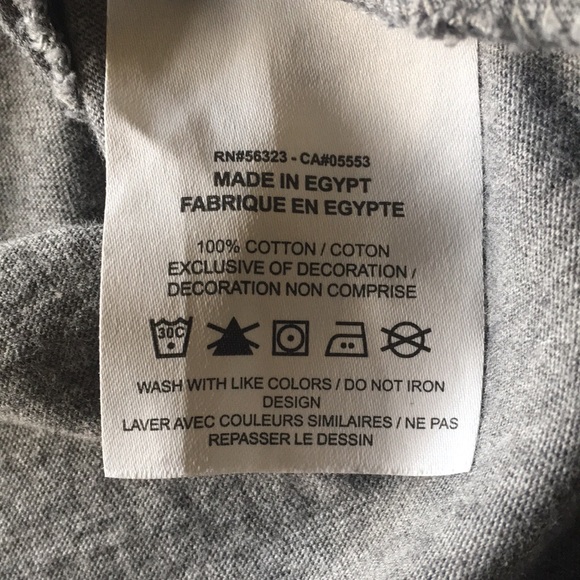 RN#56323 - CA#05553
MADE IN EGYPT
FABRIQUE EN EGYPTE
100% COTTON / COTON
EXCLUSIVE OF DECORATION /
DECORATION NON COMPRISE
30C
WASH WITH LIKE COLORS / DO NOT IRON
DESIGN
LAVER AVEC COULEURS SIMILAIRES / NE PAS
REPASSER LE DESSIN